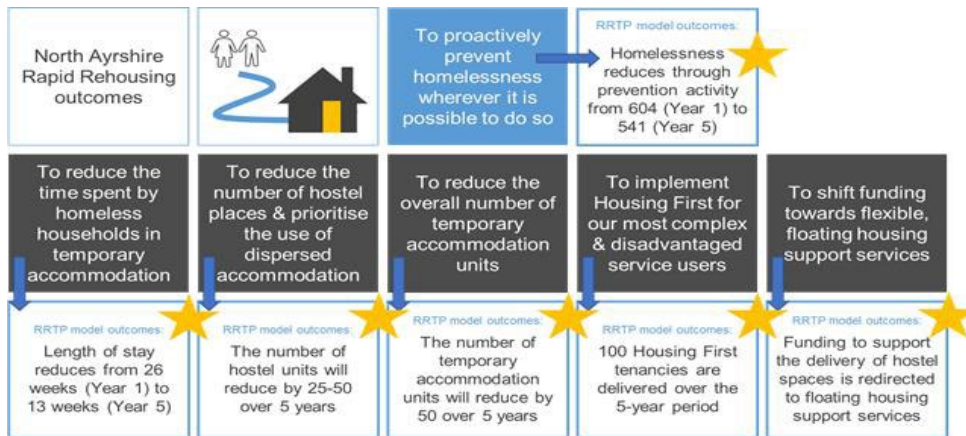 North Ayrshire
Rapid Rehousing
outcomes
To proactively
prevent
homelessness
wherever it is
possible to do so
RRTP model outcomes:
Homelessness
reduces through
prevention activity
from 604 (Year 1) to
541 (Year 5)
To reduce the
time spent by
homeless
households in
temporary
accommodation
To reduce the
number of hostel
places & prioritise
the use of
dispersed
accommodation
To reduce the
overall number of
temporary
accommodation
units
To implement
Housing First for
our most complex
& disadvantaged
service users
To shift funding
towards flexible,
floating housing
support services
RRTP model outcomes:
Length of stay
reduces from 26
weeks (Year 1) to
13 weeks (Year 5)
RRTP model outcomes:
The number of
hostel units will
reduce by 25-50
over 5 years
RRTP model outcomes:
The number of
temporary
accommodation
units will reduce by
50 over 5 years
RRTP model outcomes:
100 Housing First
tenancies are
delivered over the
5-year period
RRTP model outcomes:
Funding to support
the delivery of hostel
spaces is redirected
to floating housing
support services